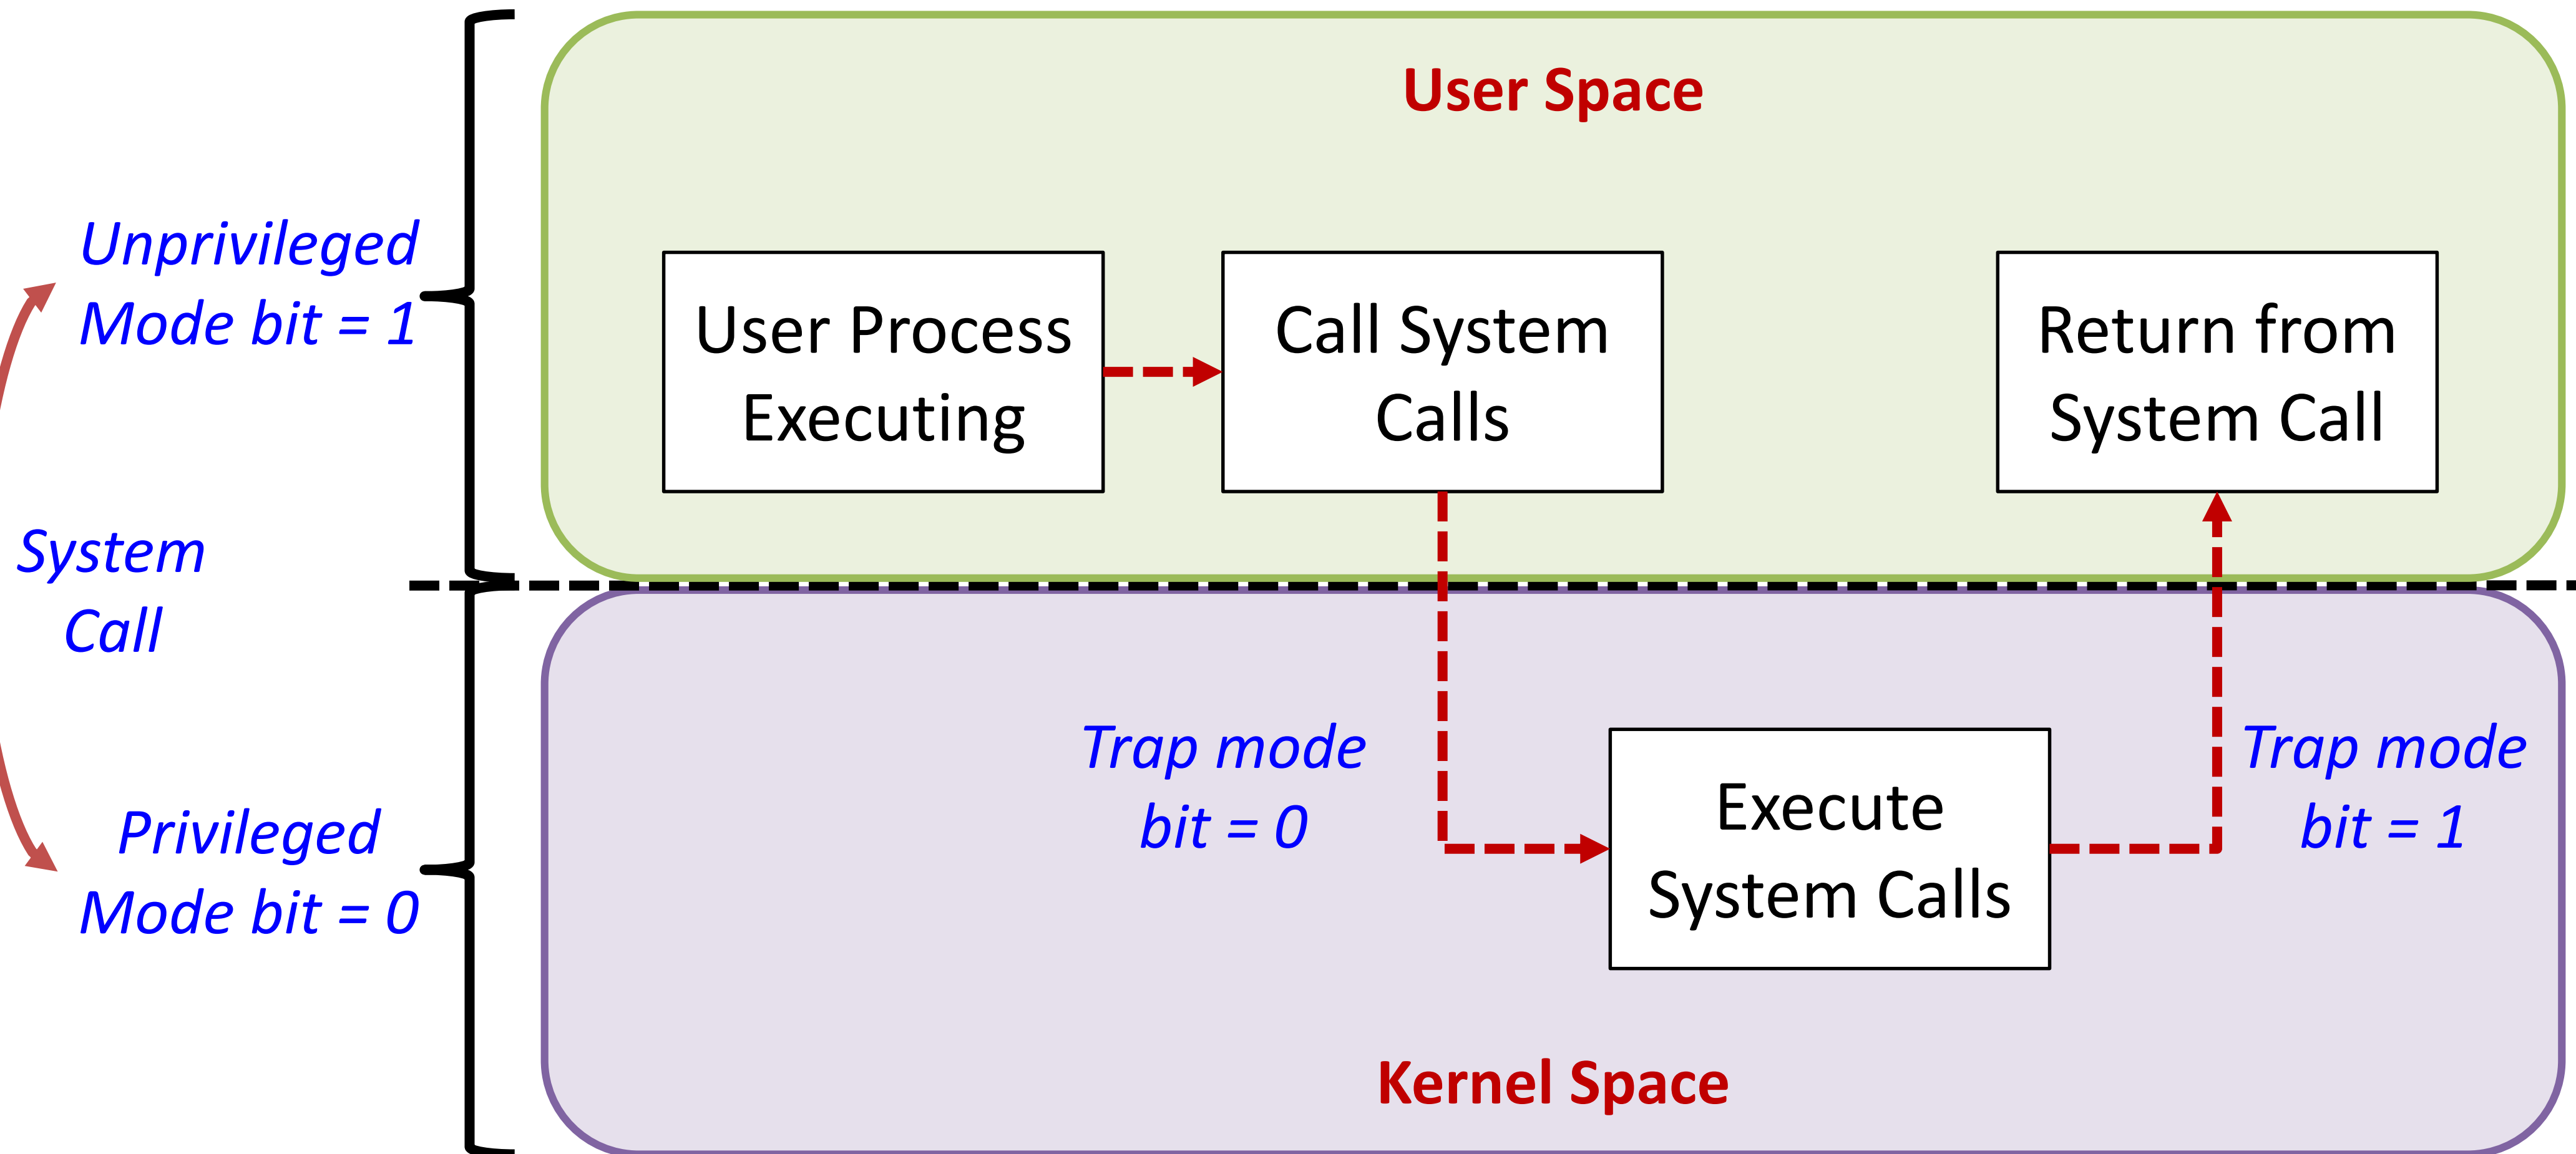 User Space
Unprivileged
Mode bit = 1
User Process
Executing
Call System
Calls
Return from
System Call
System
Call
Trap mode
bit = 0
Execute
System Calls
Trap mode
bit = 1
Privileged
Mode bit = 0
Kernel Space